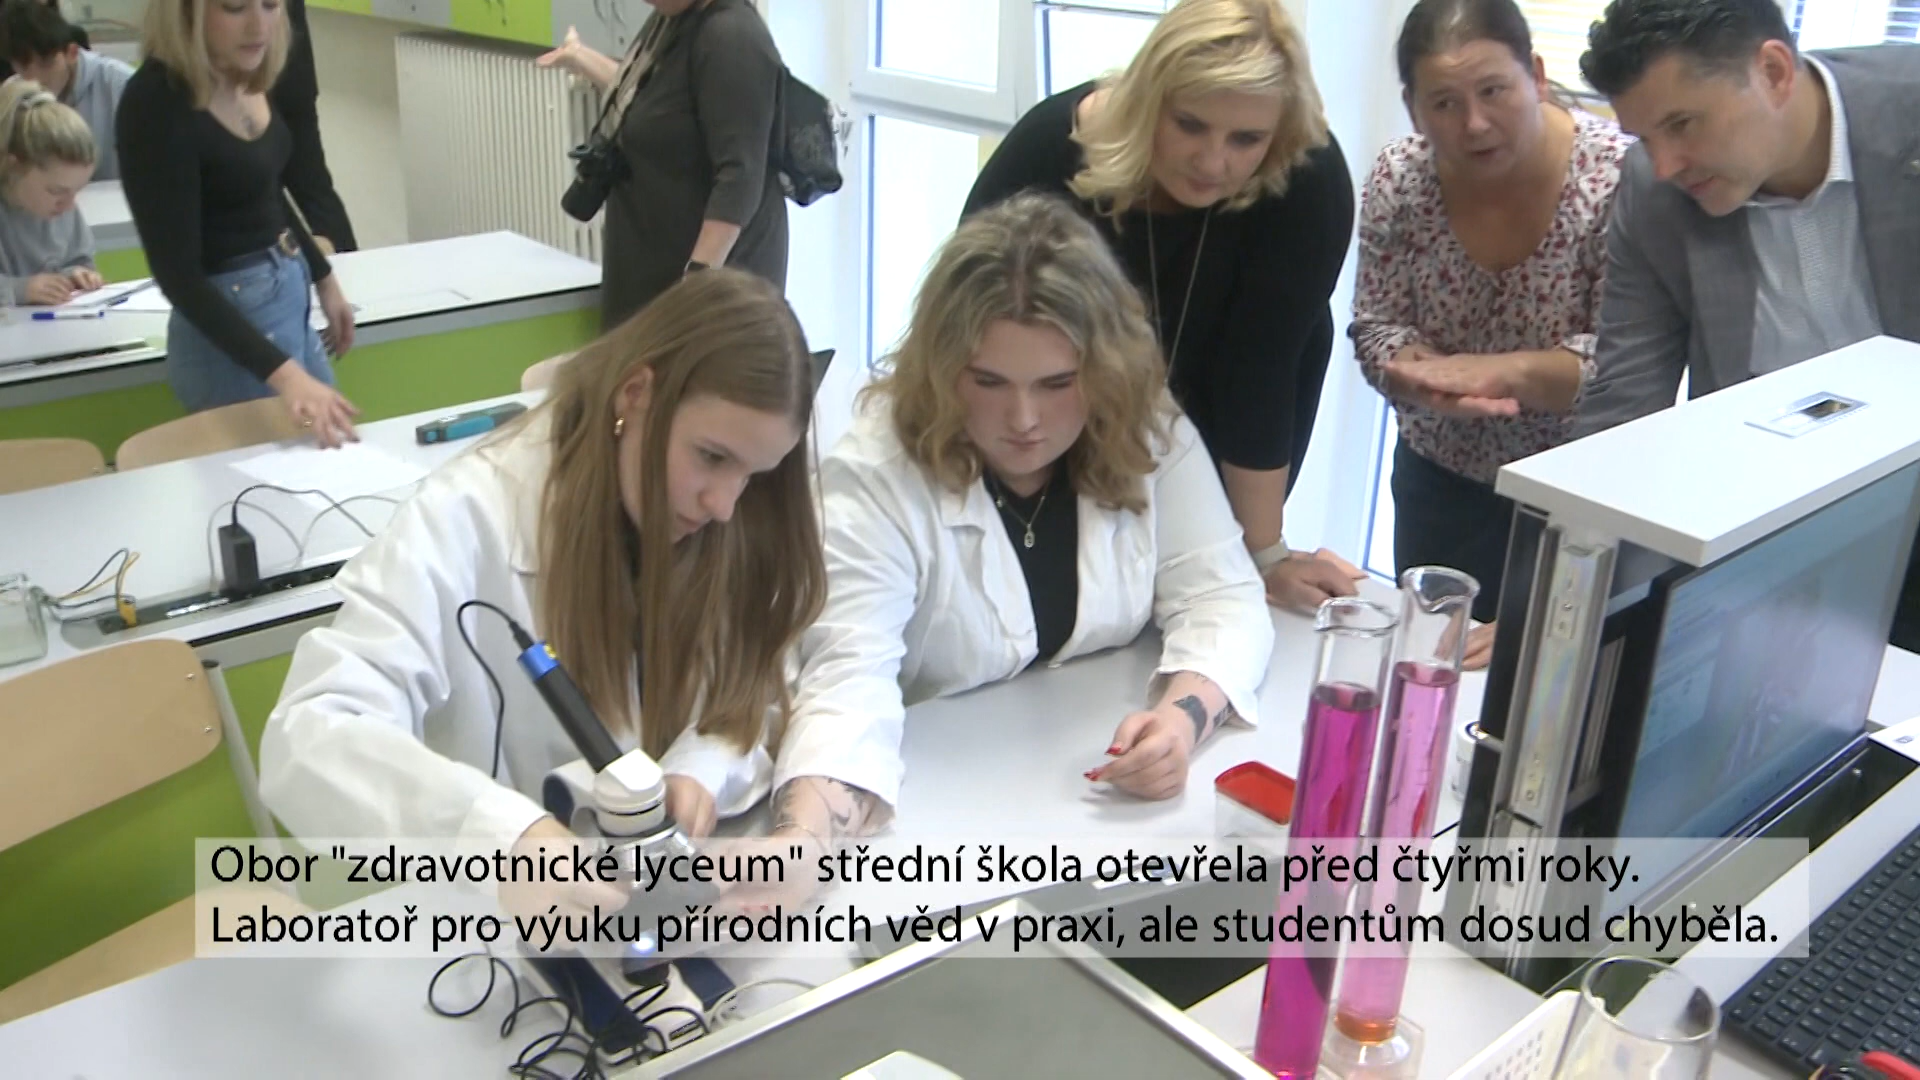 Obor "zdravotnické lyceum" střední škola otevřela před čtyřmi roky.
Laboratoř pro výuku přírodních věd v praxi, ale studentům dosud chyběla.